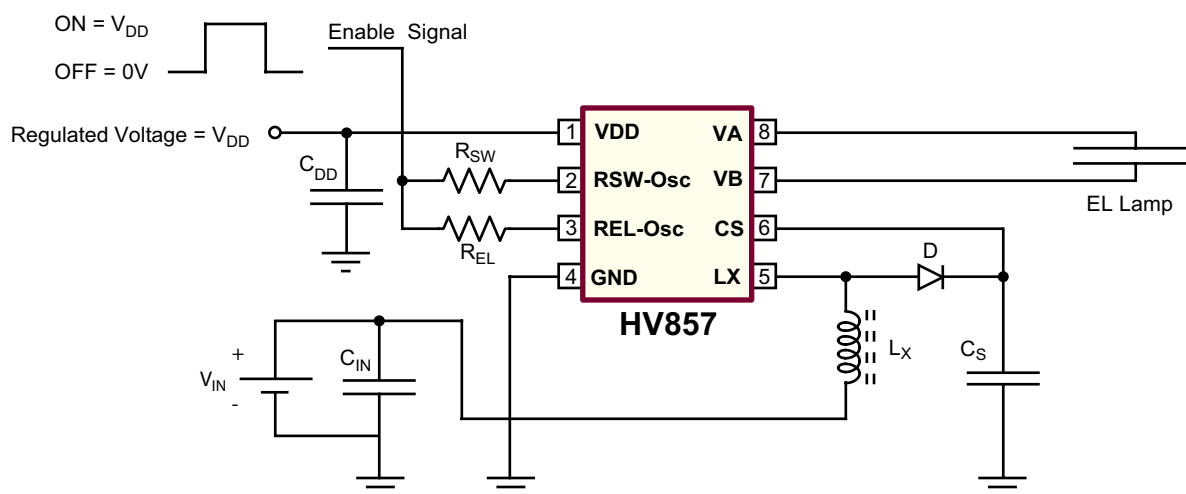 ON = VDD
OFF = 0V
Enable Signal
Regulated Voltage = VDD
CDD
RSW
REL
1 VDD
2 RSW-Osc
3 REL-Osc
4 GND
VA 8
VB 7
CS 6
LX 5
HV857
EL Lamp
D
LX
CS
+
VIN
-
CIN